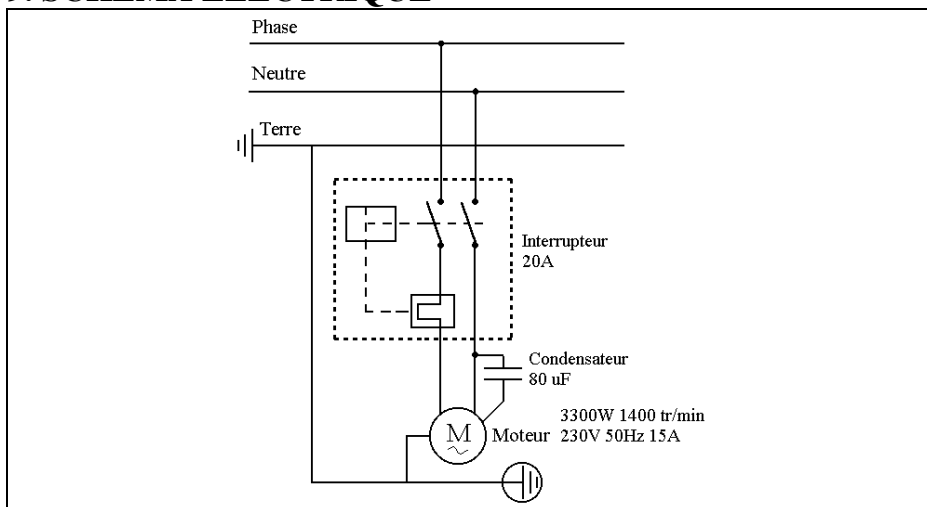 9. SCHEMA ELECTRIQUE
Phase
Neutre
Terre
Interrupteur
20A
Condensateur
80 uF
3300W 1400 tr/min
M Moteur 230V 50Hz 15A